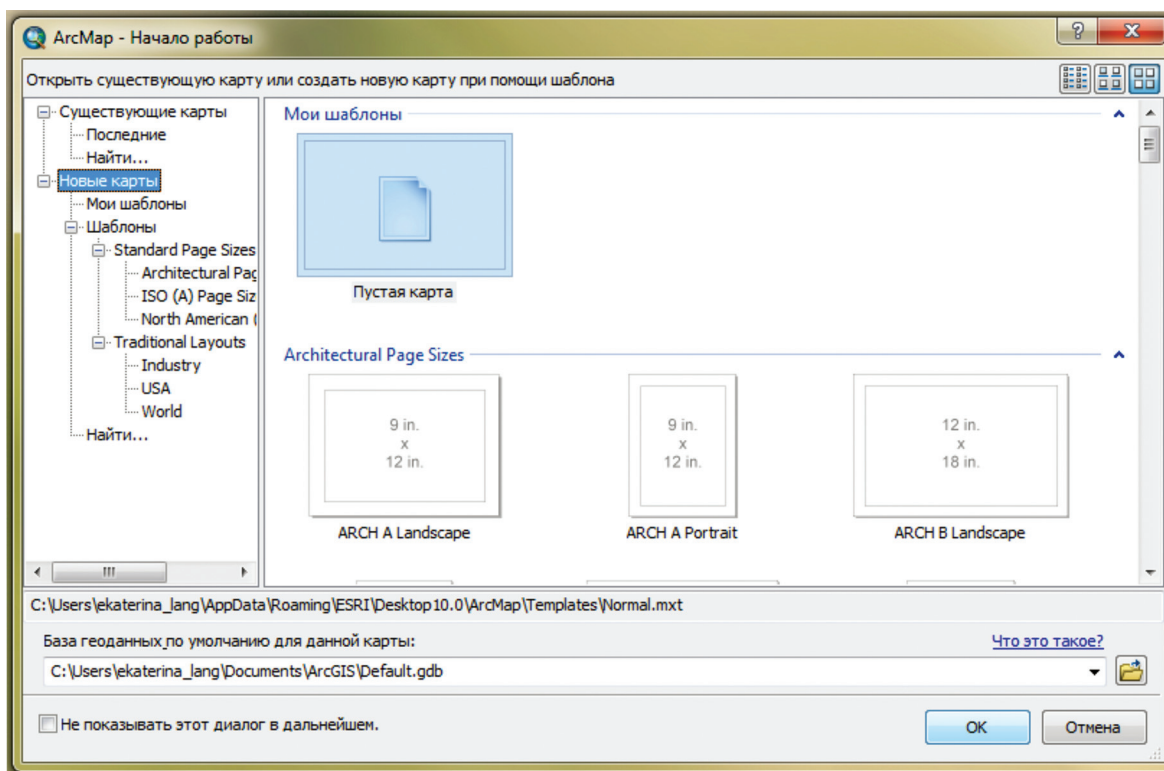 ArcMap - Начало работы
Открыть существующую карту или создать новую карту при помощи шаблона
Существующие карты
Последние
Найти...
Новые карты
Мои шаблоны
Шаблоны
Standard Page Sizes
Architectural Pag
ISO (A) Page Siz
North American (
Traditional Layouts
Industry
USA
World
Найти...
Мои шаблоны
Пустая карта
Architectural Page Sizes
9 in.
x
12 in.
ARCH A Landscape
9 in.
x
12 in.
ARCH A Portrait
12 in.
x
18 in.
ARCH B Landscape
C:\Users\ekaterina_lang\AppData\Roaming\ESRI\Desktop10.0\ArcMap\Templates\Normal.mxt
База геоданных по умолчанию для данной карты:
Что это такое?
C:\Users\ekaterina_lang\Documents\ArcGIS\Default.gdb
Не показывать этот диалог в дальнейшем.
OK
Отмена